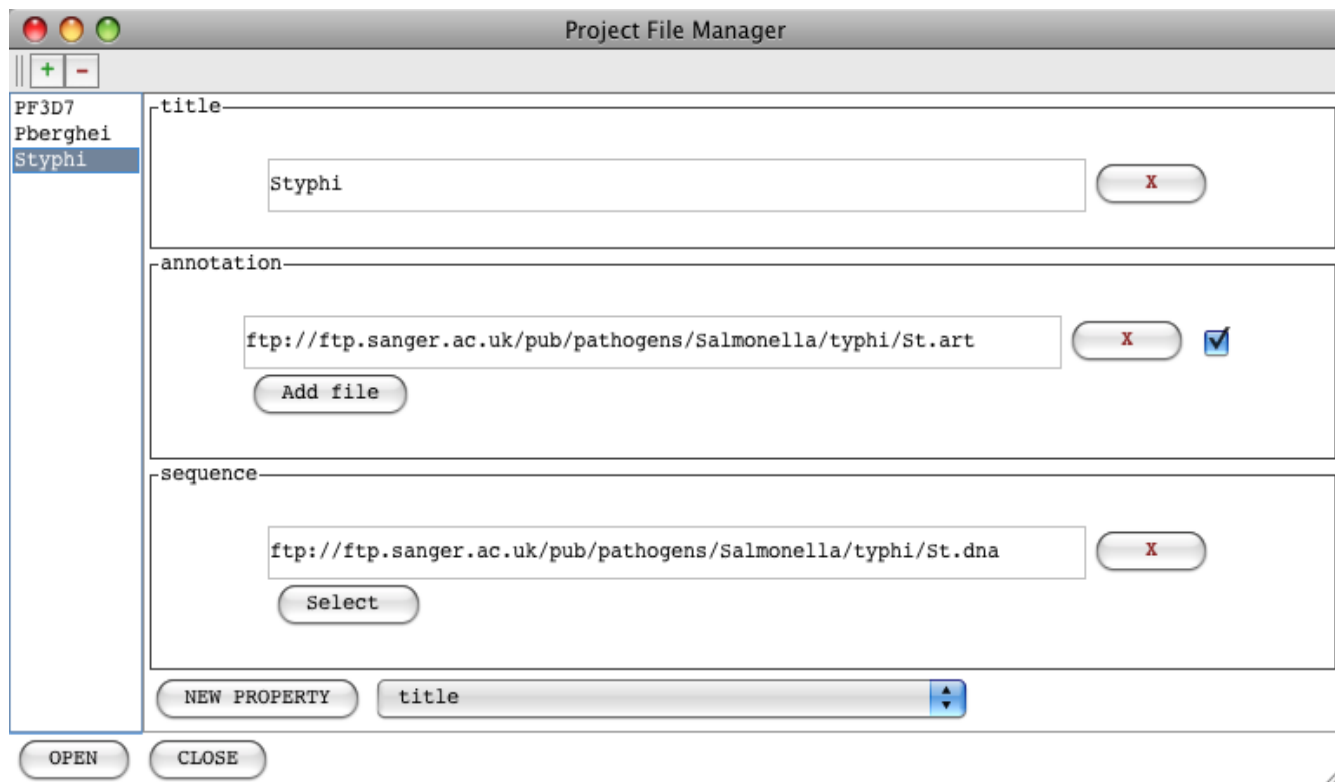 Project File Manager
+ -
PF3D7
Pberghei
Styphi
title
Styphi
X
annotation
ftp://ftp.sanger.ac.uk/pub/pathogens/Salmonella/typhi/St.art
X
Add file
sequence
ftp://ftp.sanger.ac.uk/pub/pathogens/Salmonella/typhi/St.dna
X
Select
NEW PROPERTY
title
OPEN
CLOSE